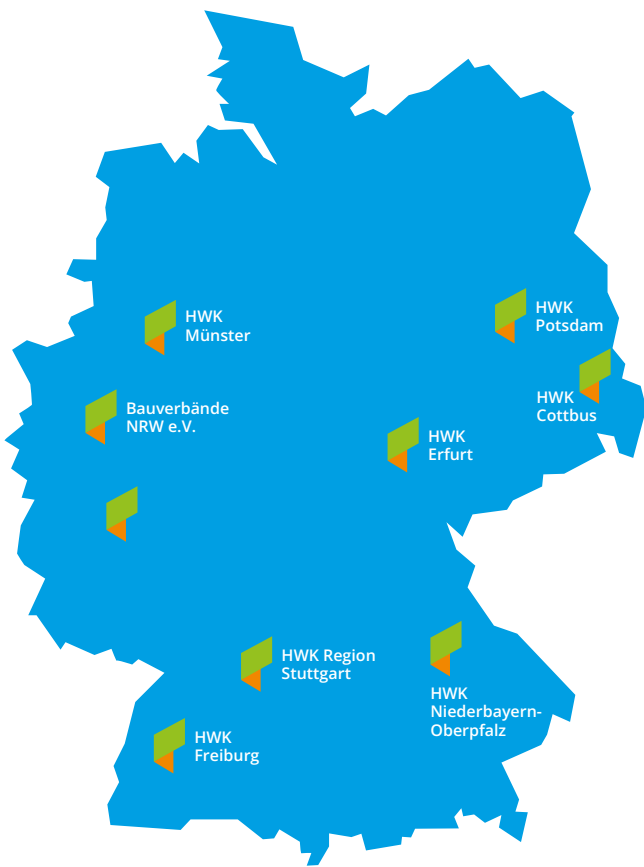 HWK
Münster
HWK
Potsdam
HWK
Cottbus
Bauverbände
NRW e.V.
HWK
Erfurt
HWK Region
Stuttgart
HWK
Niederbayern-
Oberpfalz
HWK
Freiburg